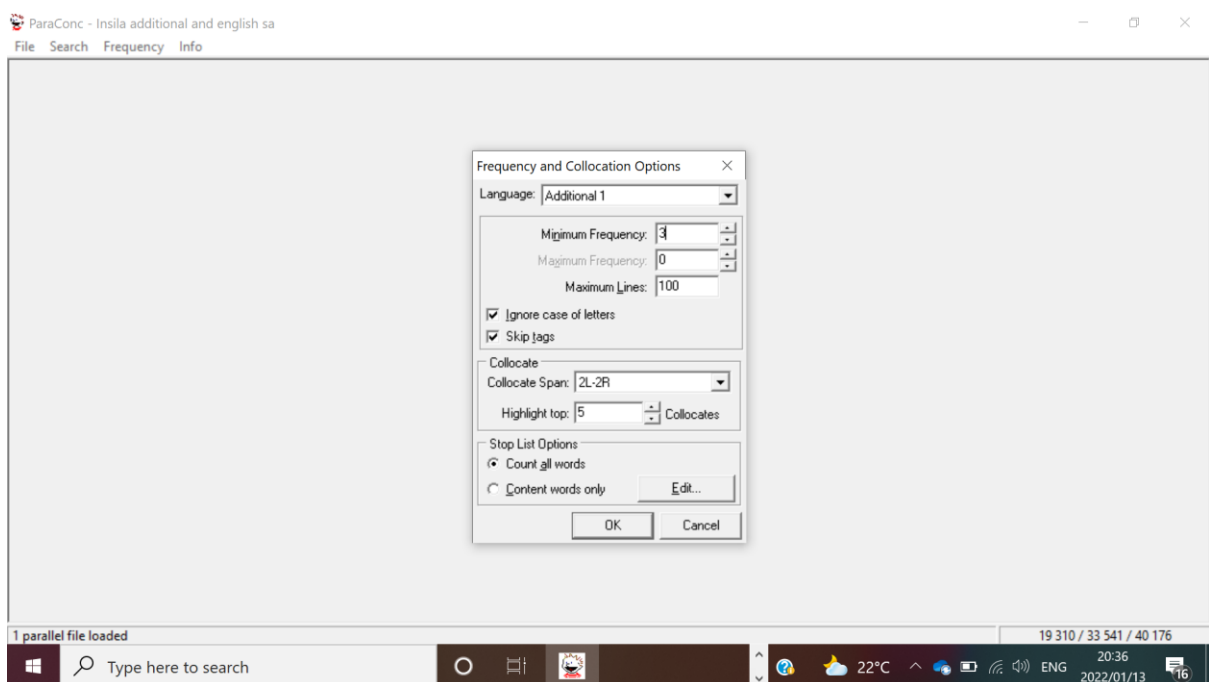 ParaConc - Insila additional and english sa
File Search Frequency Info
Frequency and Collocation Options
Language: Additional 1
Minimum Frequency: 3
Maximum Frequency: 0
Maximum Lines: 100
Ignore case of letters
Skip tags
Collocate
Collocate Span: 2L-2R
Highlight top: 5 Collocates
Stop List Options
Count all words
Content words only Edit...
OK Cancel
1 parallel file loaded 19 310 / 33 541 / 40 176
Type here to search 22°C ENG 20:36
2022/01/13 16